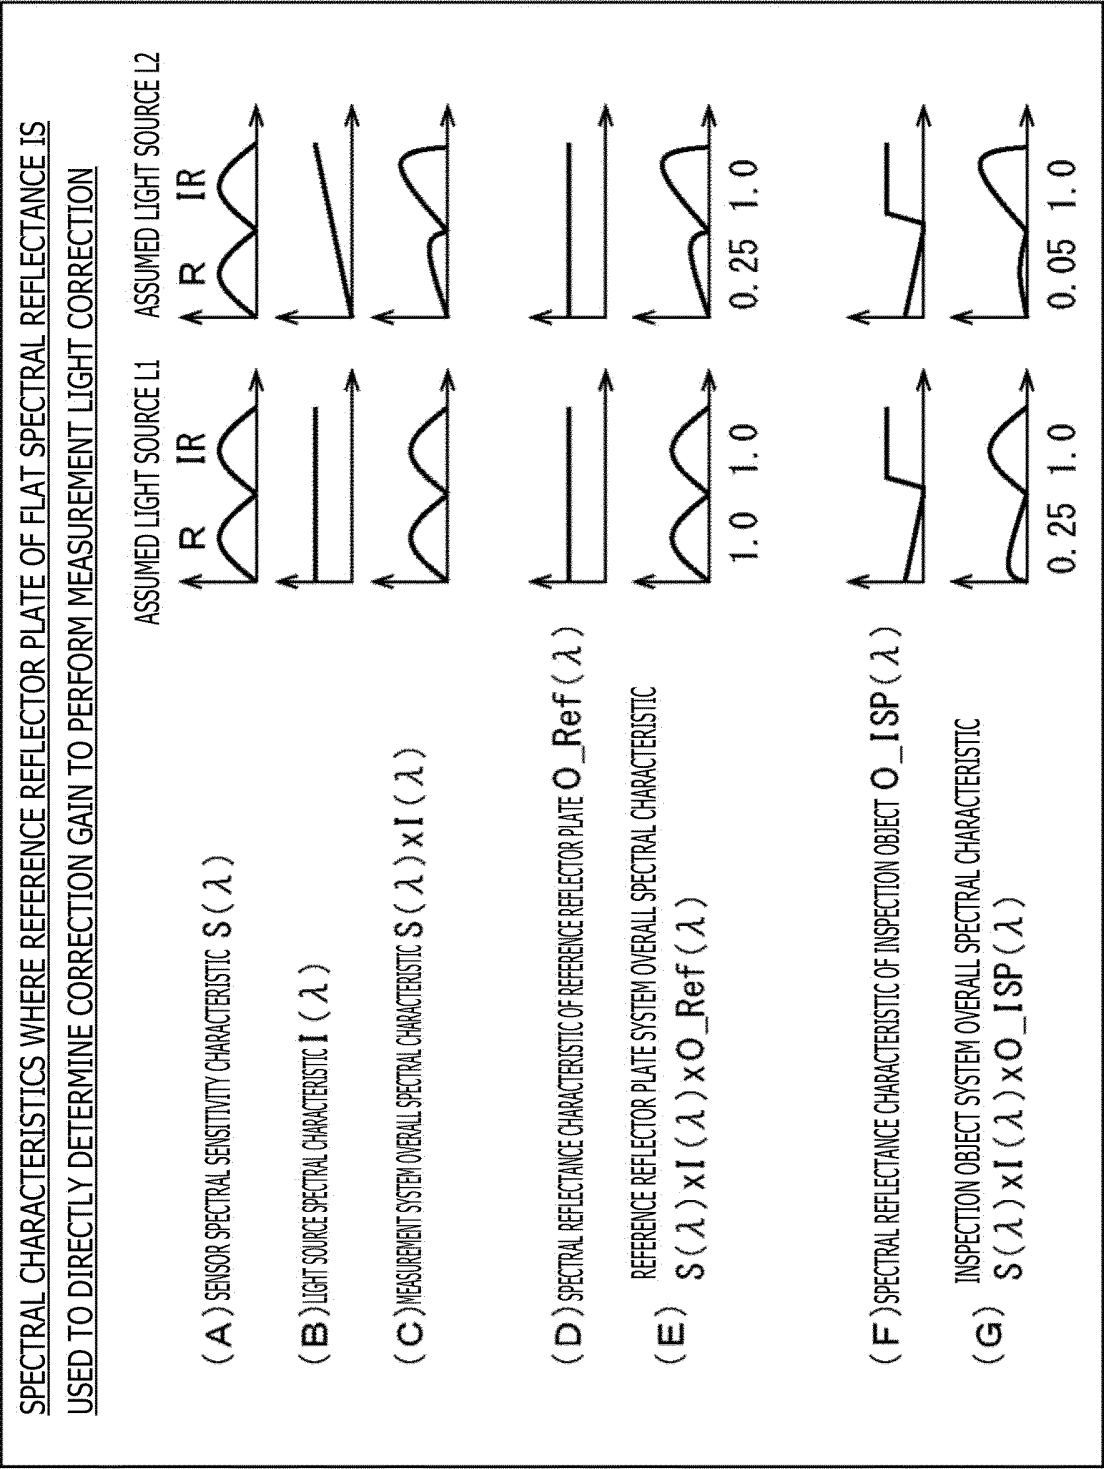 SPECTRAL CHARACTERISTICS WHERE REFERENCE REFLECTOR PLATE OF FLAT SPECTRAL REFLECTANCE IS
USED TO DIRECTLY DETERMINE CORRECTION GAIN TO PERFORM MEASUREMENT LIGHT CORRECTION
ASSUMED LIGHT SOURCE L1
ASSUMED LIGHT SOURCE L2
(A) SENSOR SPECTRAL SENSITIVITY CHARACTERISTIC S(λ)
R IR
R IR
(B) LIGHT SOURCE SPECTRAL CHARACTERISTIC I(λ)
(C) MEASUREMENT SYSTEM OVERALL SPECTRAL CHARACTERISTIC S(λ)xI(λ)
(D) SPECTRAL REFLECTANCE CHARACTERISTIC OF REFERENCE REFLECTOR PLATE O_Ref(λ)
(E) REFERENCE REFLECTOR PLATE SYSTEM OVERALL SPECTRAL CHARACTERISTIC
S(λ)xI(λ)xO_Ref(λ)
1.0 1.0
0.25 1.0
(F) SPECTRAL REFLECTANCE CHARACTERISTIC OF INSPECTION OBJECT O_ISP(λ)
(G) INSPECTION OBJECT SYSTEM OVERALL SPECTRAL CHARACTERISTIC
S(λ)xI(λ)xO_ISP(λ)
0.25 1.0
0.05 1.0